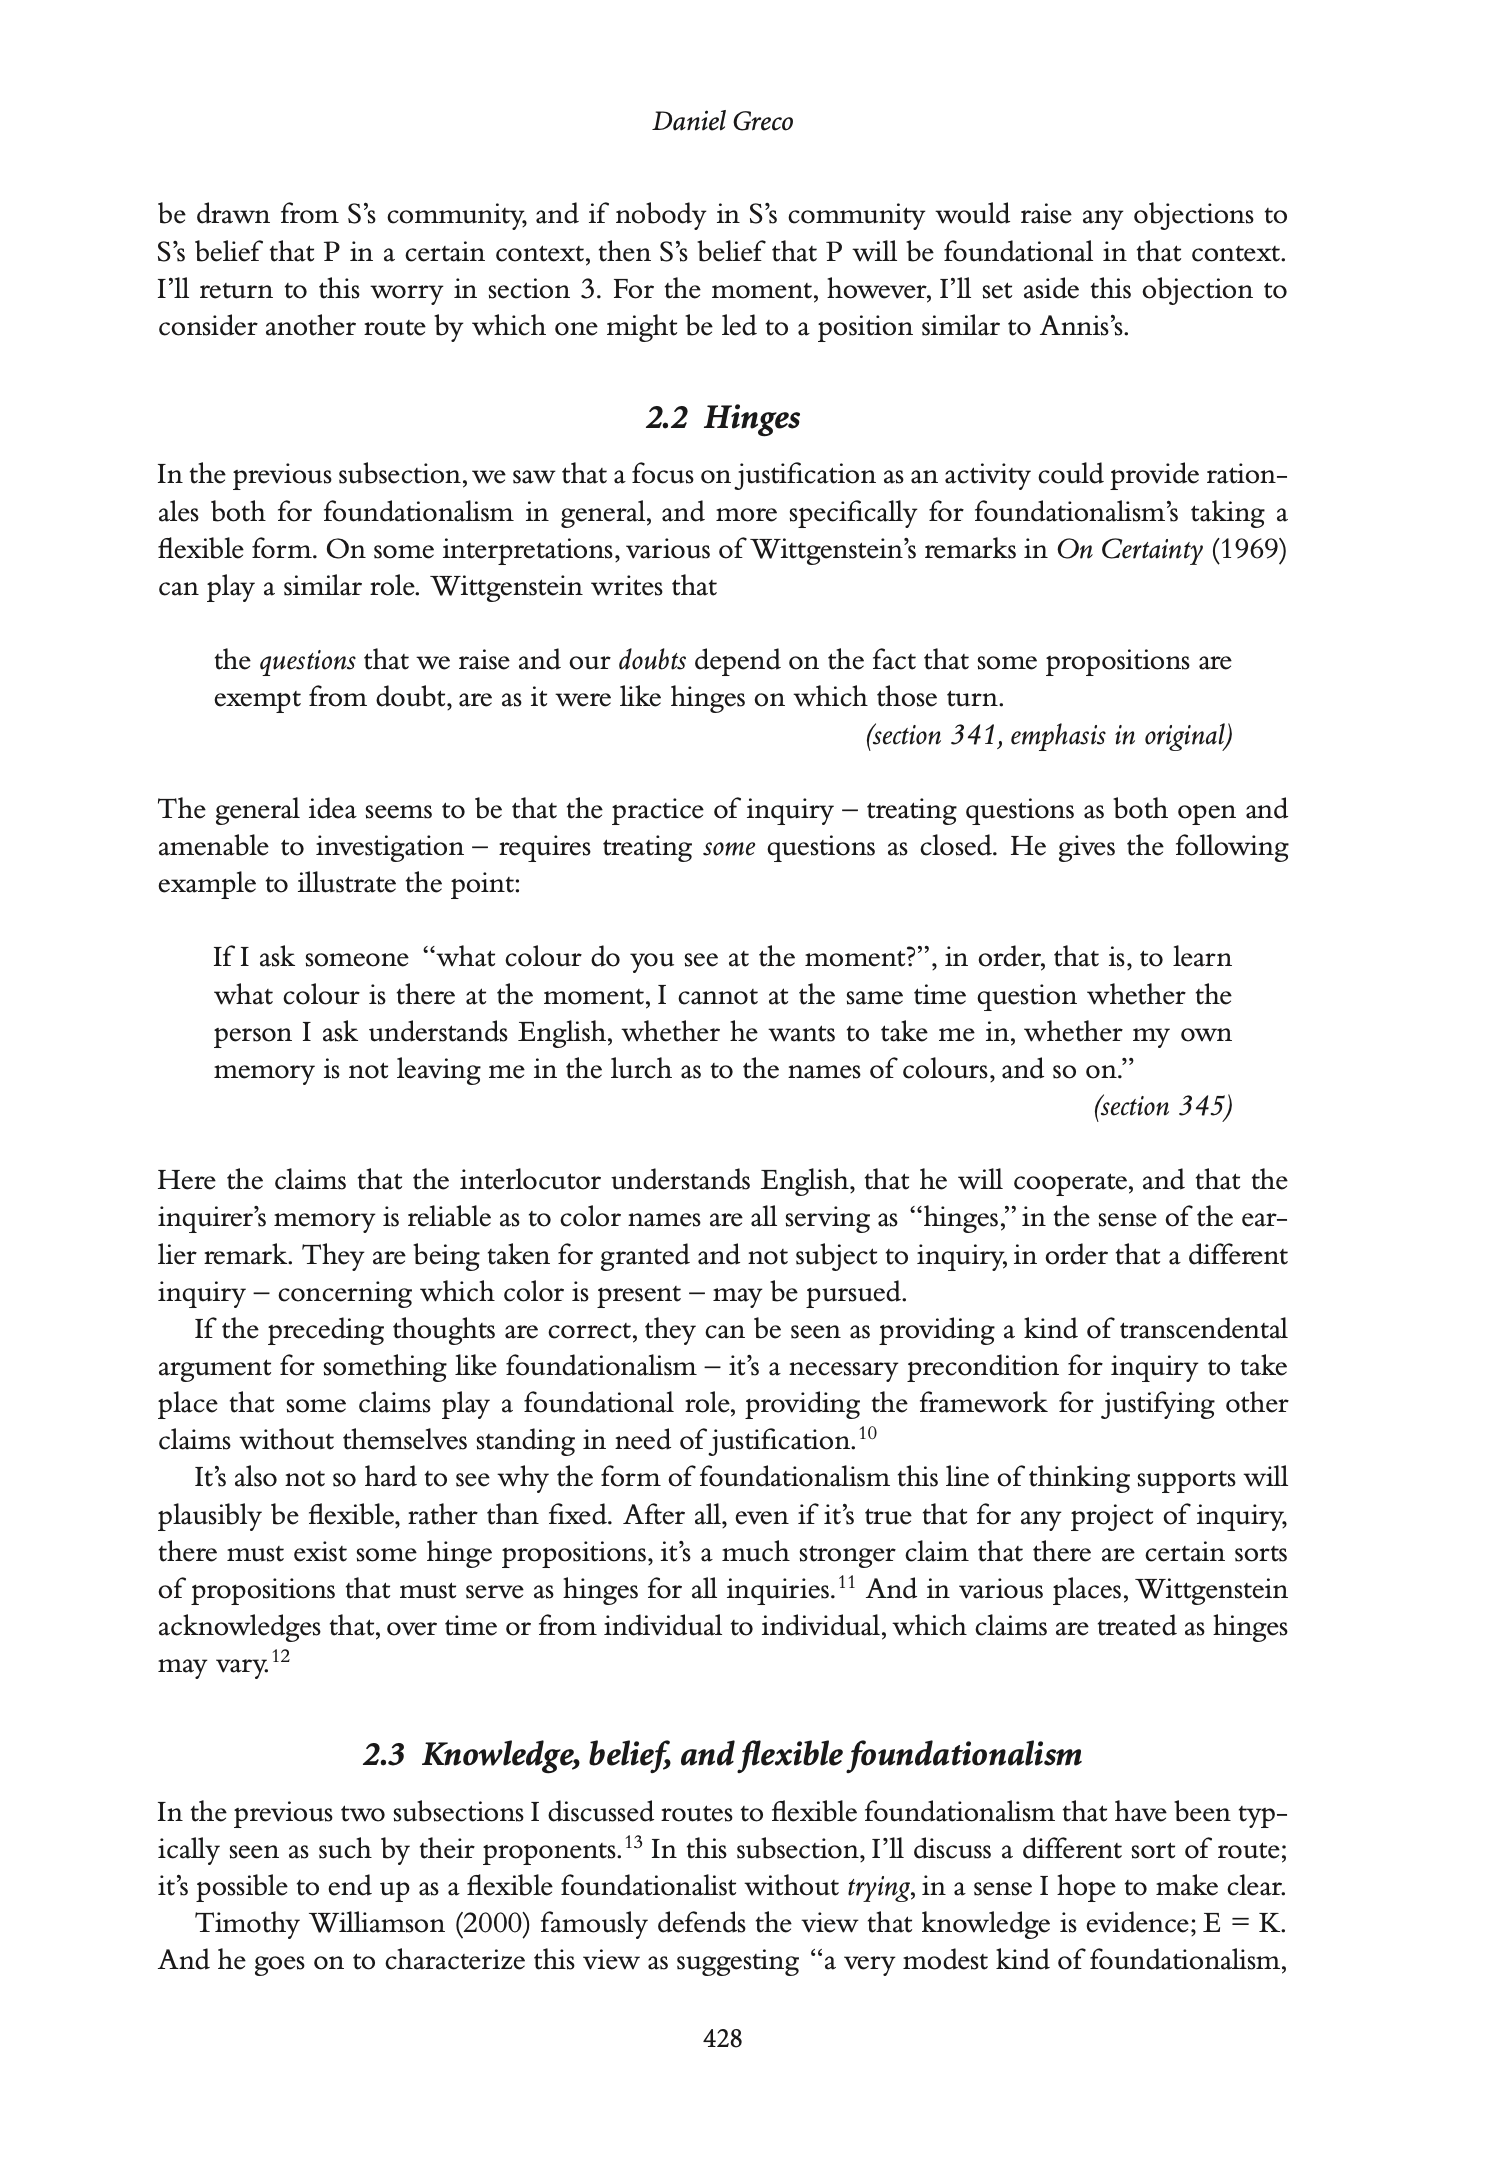 Daniel Greco
be drawn from S’s community, and if nobody in S’s community would raise any objections to
S’s belief that P in a certain context, then S’s belief that P will be foundational in that context.
I’ll return to this worry in section 3. For the moment, however, I’ll set aside this objection to
consider another route by which one might be led to a position similar to Annis’s.
2.2 Hinges
In the previous subsection, we saw that a focus on justification as an activity could provide ration-
ales both for foundationalism in general, and more specifically for foundationalism’s taking a
flexible form. On some interpretations, various of Wittgenstein’s remarks in On Certainty (1969)
can play a similar role. Wittgenstein writes that
the questions that we raise and our doubts depend on the fact that some propositions are
exempt from doubt, are as it were like hinges on which those turn.
(section 341, emphasis in original)
The general idea seems to be that the practice of inquiry – treating questions as both open and
amenable to investigation – requires treating some questions as closed. He gives the following
example to illustrate the point:
If I ask someone “what colour do you see at the moment?”, in order, that is, to learn
what colour is there at the moment, I cannot at the same time question whether the
person I ask understands English, whether he wants to take me in, whether my own
memory is not leaving me in the lurch as to the names of colours, and so on.”
(section 345)
Here the claims that the interlocutor understands English, that he will cooperate, and that the
inquirer’s memory is reliable as to color names are all serving as “hinges,” in the sense of the ear-
lier remark. They are being taken for granted and not subject to inquiry, in order that a different
inquiry – concerning which color is present – may be pursued.
If the preceding thoughts are correct, they can be seen as providing a kind of transcendental
argument for something like foundationalism – it’s a necessary precondition for inquiry to take
place that some claims play a foundational role, providing the framework for justifying other
claims without themselves standing in need of justification.10
It’s also not so hard to see why the form of foundationalism this line of thinking supports will
plausibly be flexible, rather than fixed. After all, even if it’s true that for any project of inquiry,
there must exist some hinge propositions, it’s a much stronger claim that there are certain sorts
of propositions that must serve as hinges for all inquiries.11 And in various places, Wittgenstein
acknowledges that, over time or from individual to individual, which claims are treated as hinges
may vary.12
2.3 Knowledge, belief, and flexible foundationalism
In the previous two subsections I discussed routes to flexible foundationalism that have been typ-
ically seen as such by their proponents.13 In this subsection, I’ll discuss a different sort of route;
it’s possible to end up as a flexible foundationalist without trying, in a sense I hope to make clear.
Timothy Williamson (2000) famously defends the view that knowledge is evidence; E = K.
And he goes on to characterize this view as suggesting “a very modest kind of foundationalism,
428